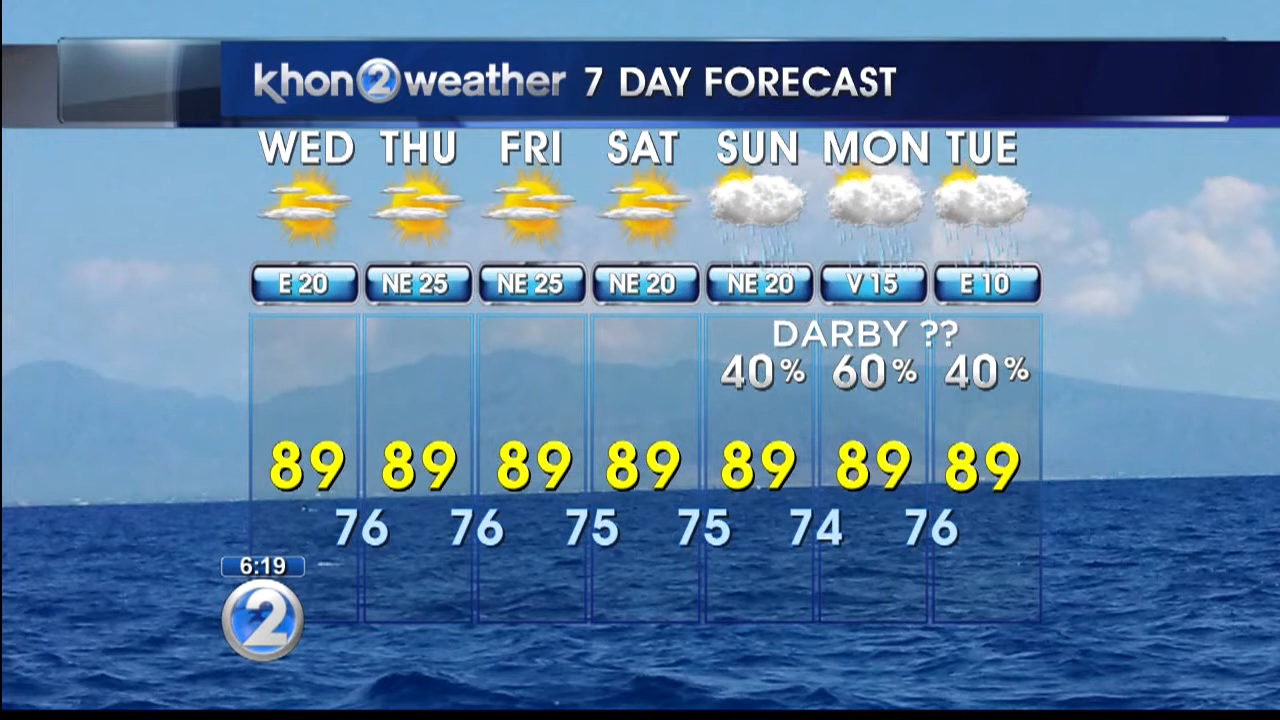 khon2weather 7 DAY FORECAST
WED THU FRI SAT SUN MON TUE
E 20 NE 25 NE 25 NE 20 NE 20 V 15 E 10
DARBY ??
40% 60% 40%
89 89 89 89 89 89 89
76 76 75 75 74 76
6:19
2